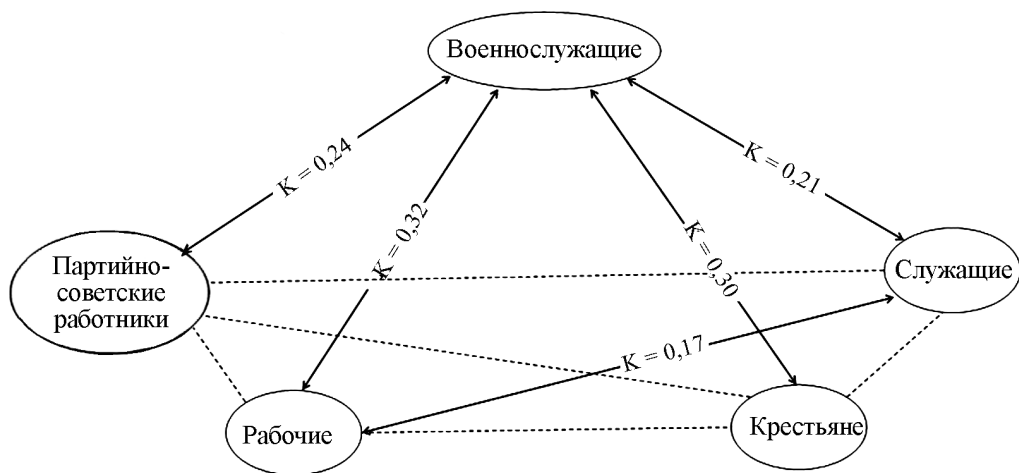 Военнослужащие
K = 0,24
K = 0,32
K = 0,30
K = 0,21
Партийно-
советские
работники
Служащие
K = 0,17
Рабочие
Крестьяне